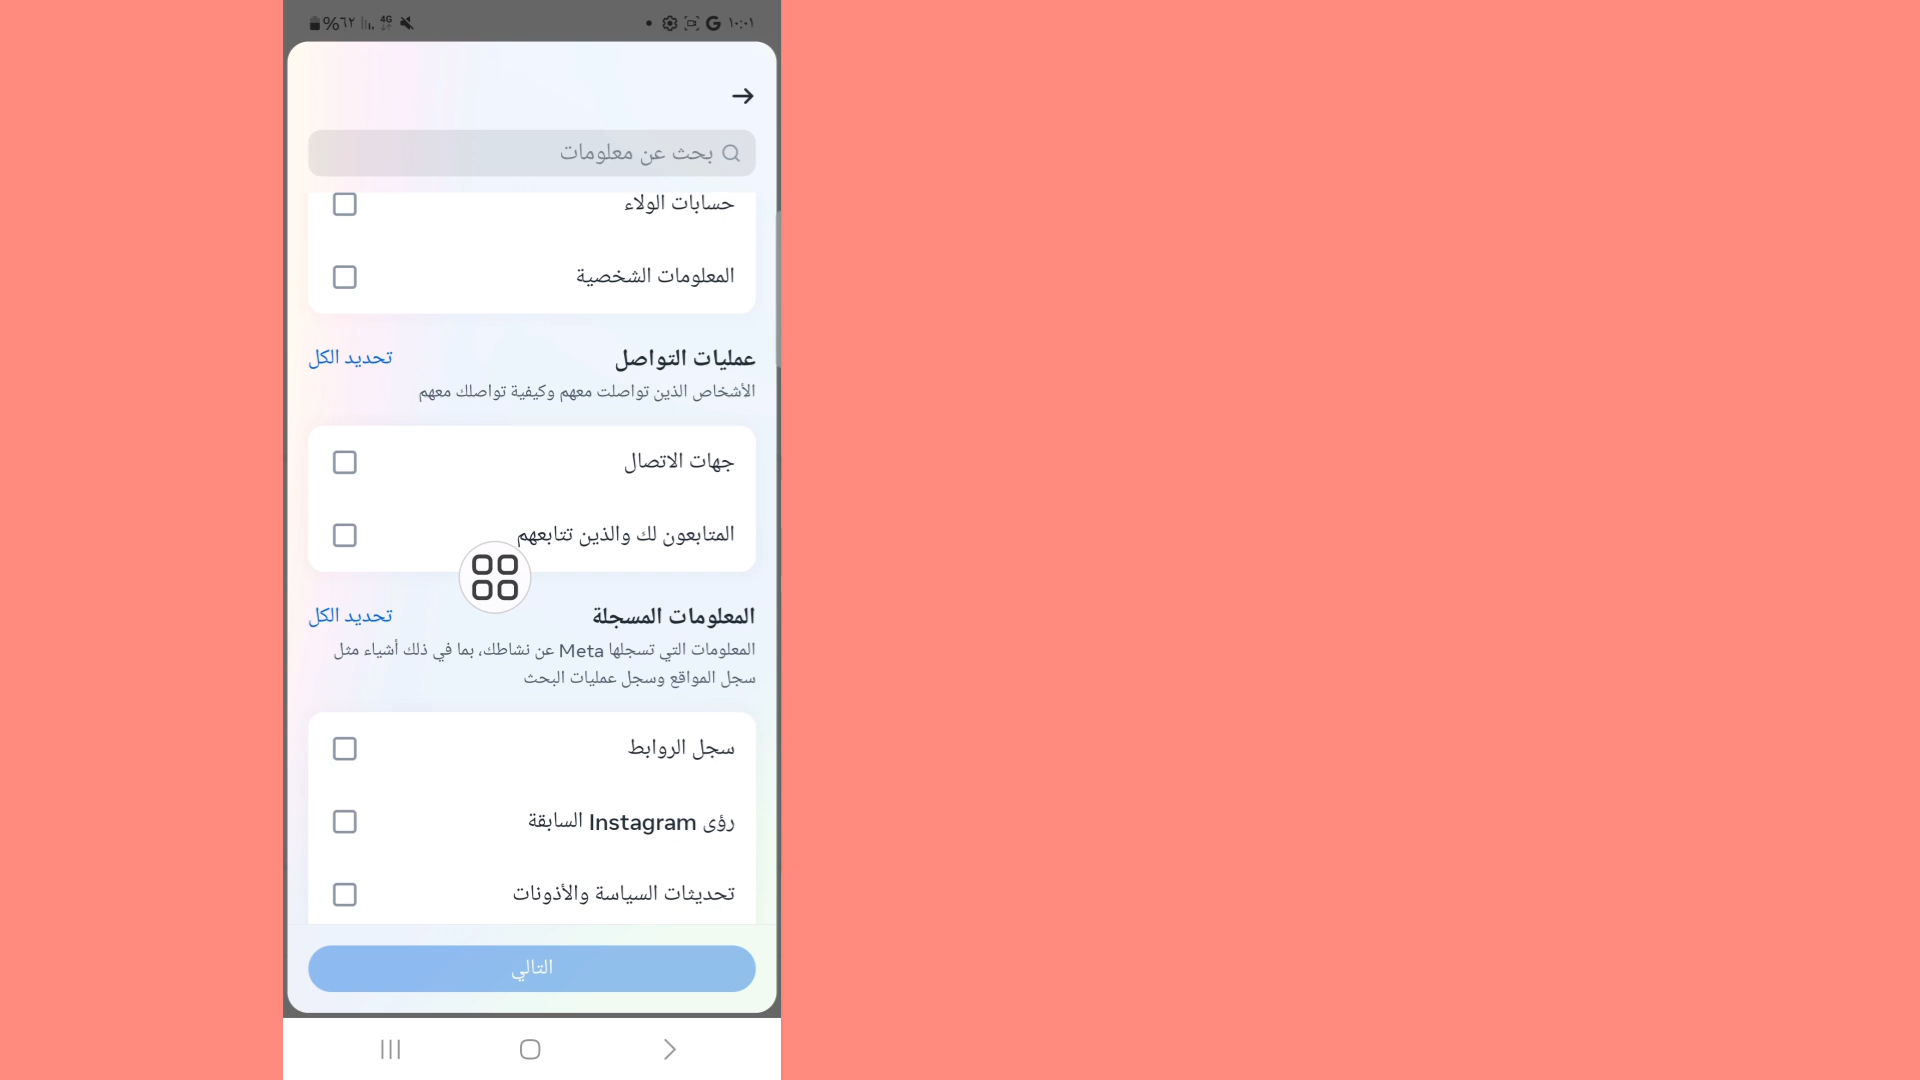 ١٠:٠١ G 4G ٦٢%
بحث عن معلومات
حسابات الولاء
المعلومات الشخصية
عمليات التواصل
تحديد الكل
الأشخاص الذين تواصلت معهم وكيفية تواصلك معهم
جهات الاتصال
المتابعون لك والذين تتابعهم
المعلومات المسجلة
تحديد الكل
المعلومات التي تسجلها Meta عن نشاطك، بما في ذلك أشياء مثل
سجل المواقع وسجل عمليات البحث
سجل الروابط
رؤى Instagram السابقة
تحديثات السياسة والأذونات
التالي